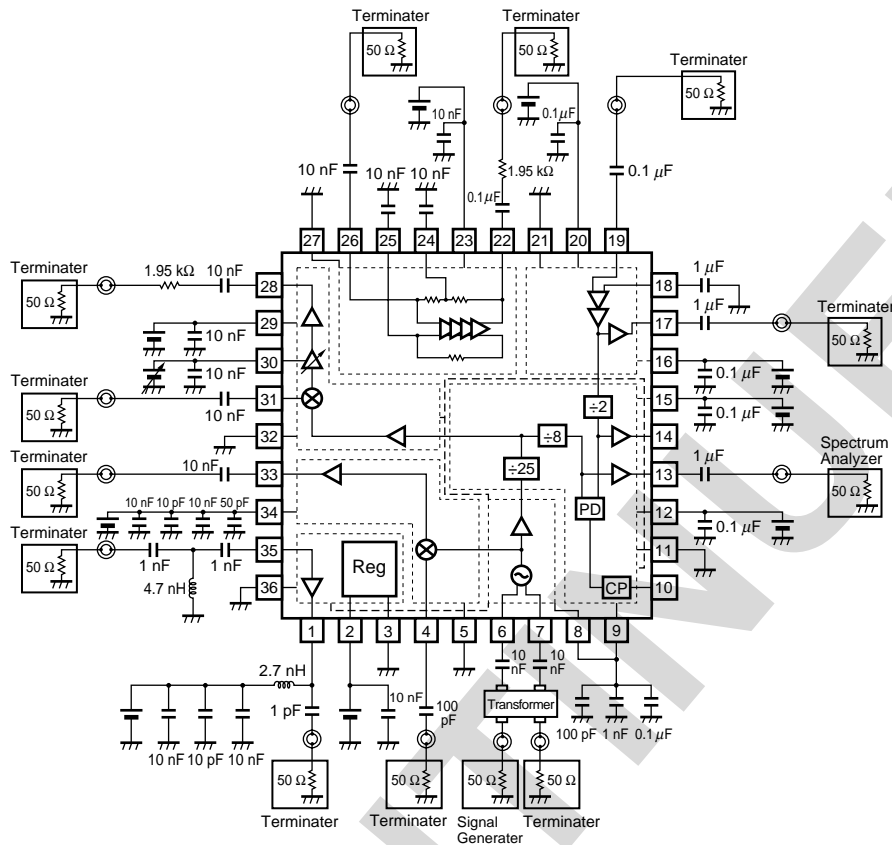 Terminater
50 Ω
Terminater
50 Ω
Terminater
50 Ω
10 nF
0.1 µF
10 nF
10 nF
10 nF
1.95 kΩ
0.1 µF
0.1 µF
27
26
25
24
23
22
21
20
19
Terminater
50 Ω
1.95 kΩ
10 nF
28
18
1 µF
1 µF
29
10 nF
17
Terminater
50 Ω
30
10 nF
16
0.1 µF
Terminater
50 Ω
10 nF
31
÷2
15
0.1 µF
32
÷8
14
Terminater
50 Ω
10 nF
33
÷25
13
1 µF
Spectrum
Analyzer
50 Ω
10 nF
10 pF
10 nF
50 pF
34
PD
12
0.1 µF
Terminater
50 Ω
1 nF
1 nF
35
Reg
11
4.7 nH
36
CP
10
1
2
3
4
5
6
7
8
9
2.7 nH
10 nF
10 pF
10 nF
1 pF
10 nF
100
pF
10
nF
10
nF
Transformer
100 pF
1 nF
0.1 µF
50 Ω
50 Ω
50 Ω
50 Ω
Terminater
Terminater
Signal
Generater
Terminater